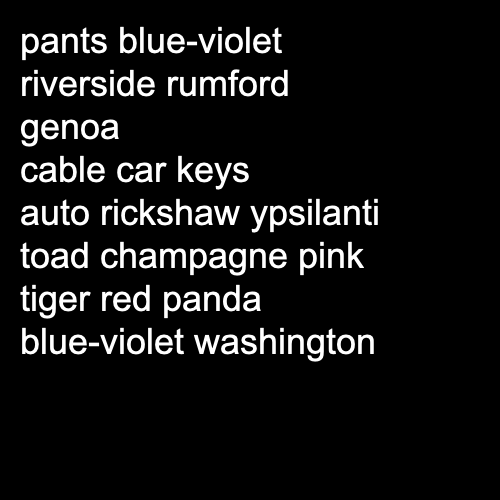 pants blue-violet
riverside rumford
genoa
cable car keys
auto rickshaw ypsilanti
toad champagne pink
tiger red panda
blue-violet washington